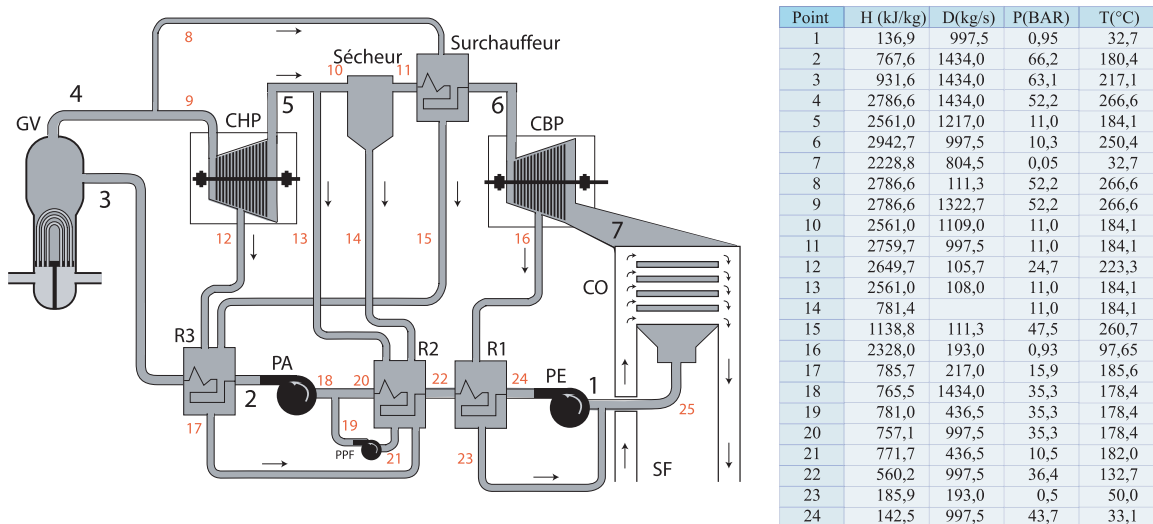 8
Surchauffeur
Sécheur
10
11
4
9
5
6
GV
CHP
CBP
3
7
12
13
14
15
16
CO
R3
PA
R2
R1
PE
1
18
20
22
24
2
25
17
19
PPF
21
23
SF
Point H (kJ/kg) D(kg/s) P(BAR) T(°C)
1 136,9 997,5 0,95 32,7
2 767,6 1434,0 66,2 180,4
3 931,6 1434,0 63,1 217,1
4 2786,6 1434,0 52,2 266,6
5 2561,0 1217,0 11,0 184,1
6 2942,7 997,5 10,3 250,4
7 2228,8 804,5 0,05 32,7
8 2786,6 111,3 52,2 266,6
9 2786,6 1322,7 52,2 266,6
10 2561,0 1109,0 11,0 184,1
11 2759,7 997,5 11,0 184,1
12 2649,7 105,7 24,7 223,3
13 2561,0 108,0 11,0 184,1
14 781,4 11,0 184,1
15 1138,8 111,3 47,5 260,7
16 2328,0 193,0 0,93 97,65
17 785,7 217,0 15,9 185,6
18 765,5 1434,0 35,3 178,4
19 781,0 436,5 35,3 178,4
20 757,1 997,5 35,3 178,4
21 771,7 436,5 10,5 182,0
22 560,2 997,5 36,4 132,7
23 185,9 193,0 0,5 50,0
24 142,5 997,5 43,7 33,1